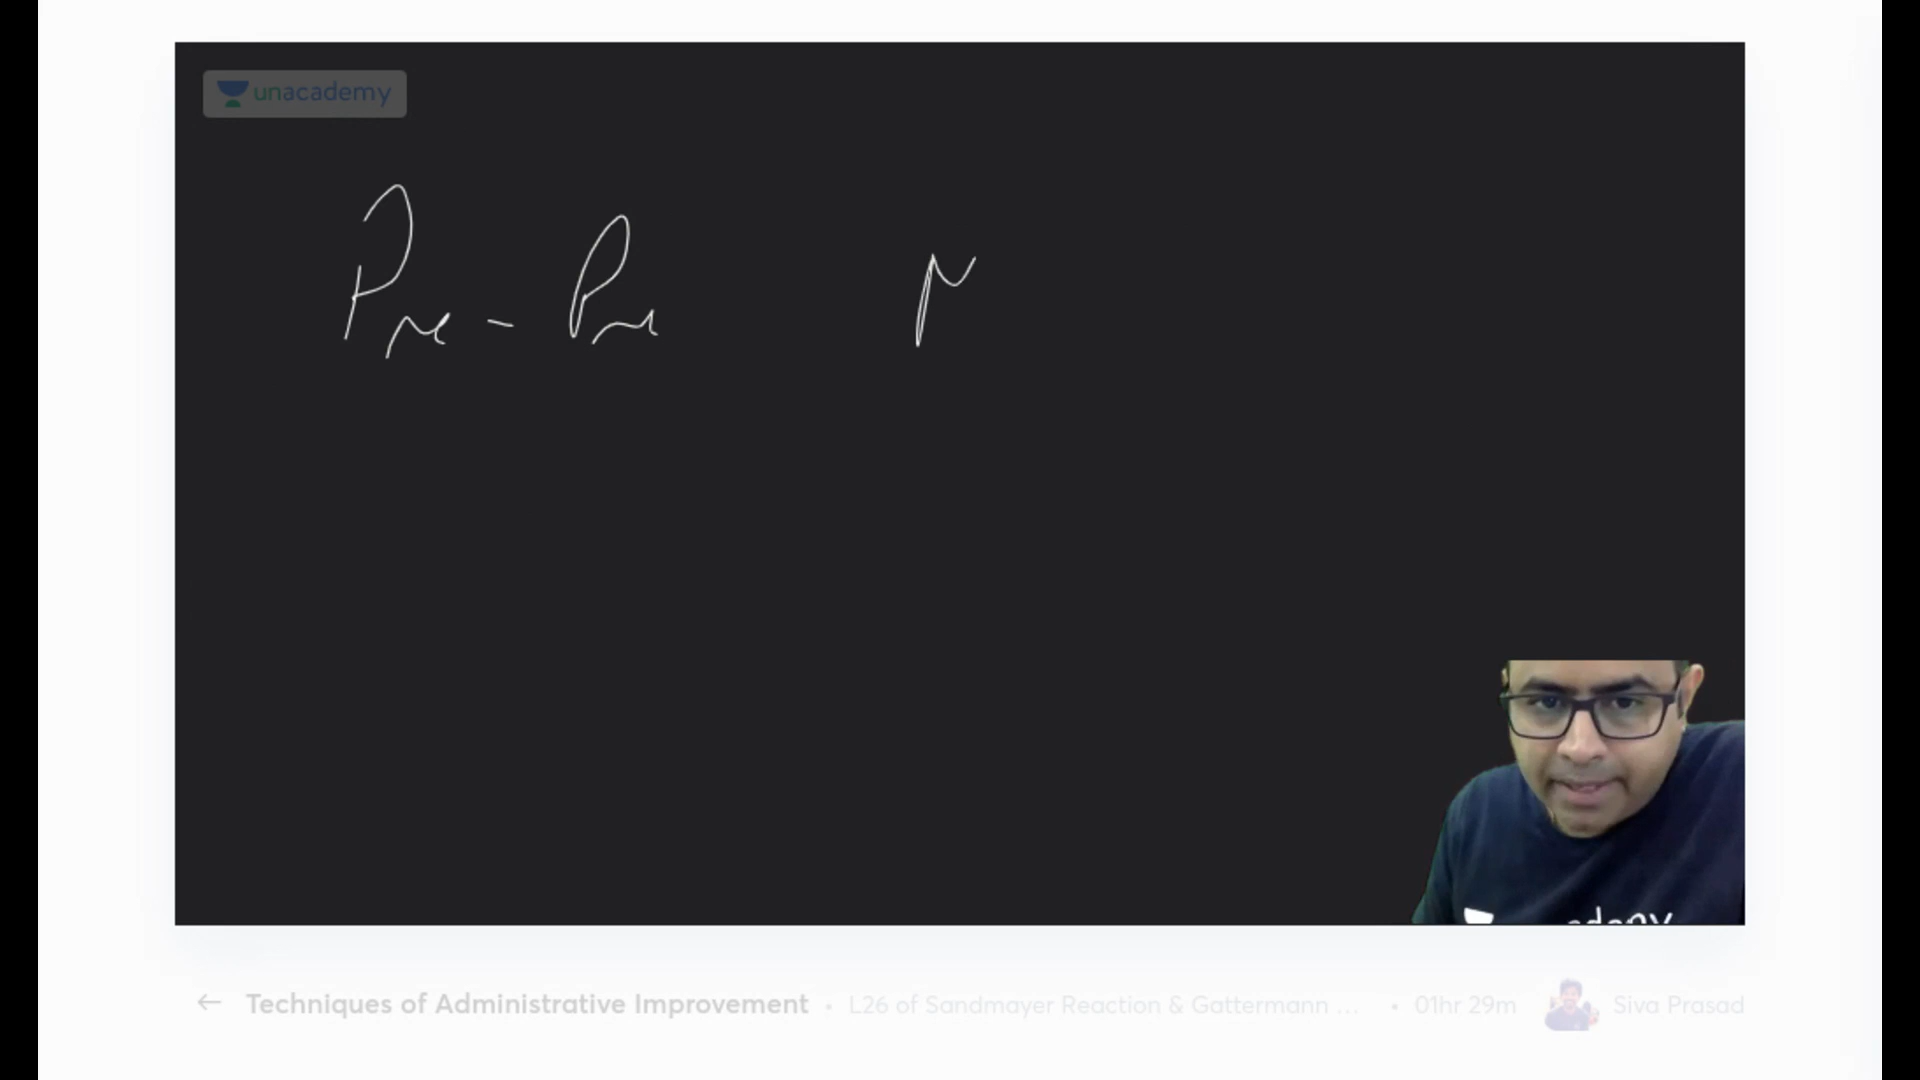 unacademy
Pre - Pre
Techniques of Administrative Improvement • L26 of Sandmayer Reaction & Gattermann ... • 01hr 29m Siva Prasad